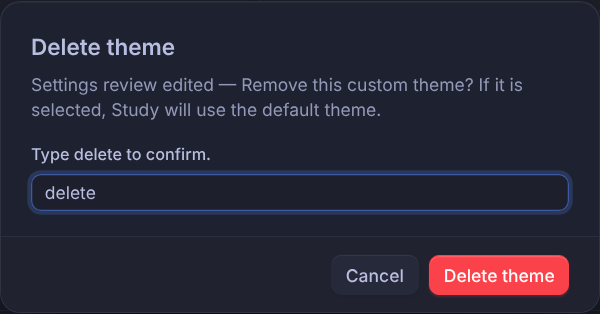 Delete theme
Settings review edited — Remove this custom theme? If it is
selected, Study will use the default theme.
Type delete to confirm.
delete
Cancel
Delete theme